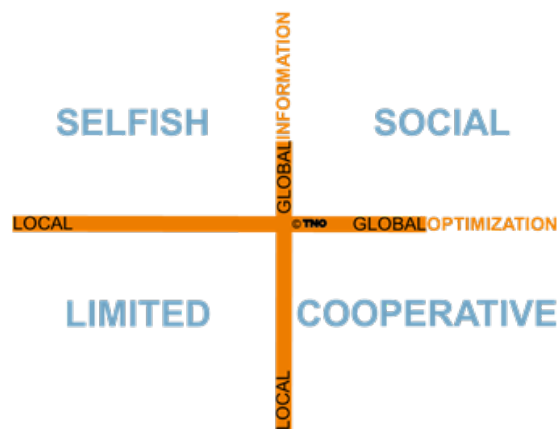 INFORMATION
SELFISH
SOCIAL
GLOBAL
LOCAL
© TNO
GLOBAL
OPTIMIZATION
LIMITED
COOPERATIVE
LOCAL